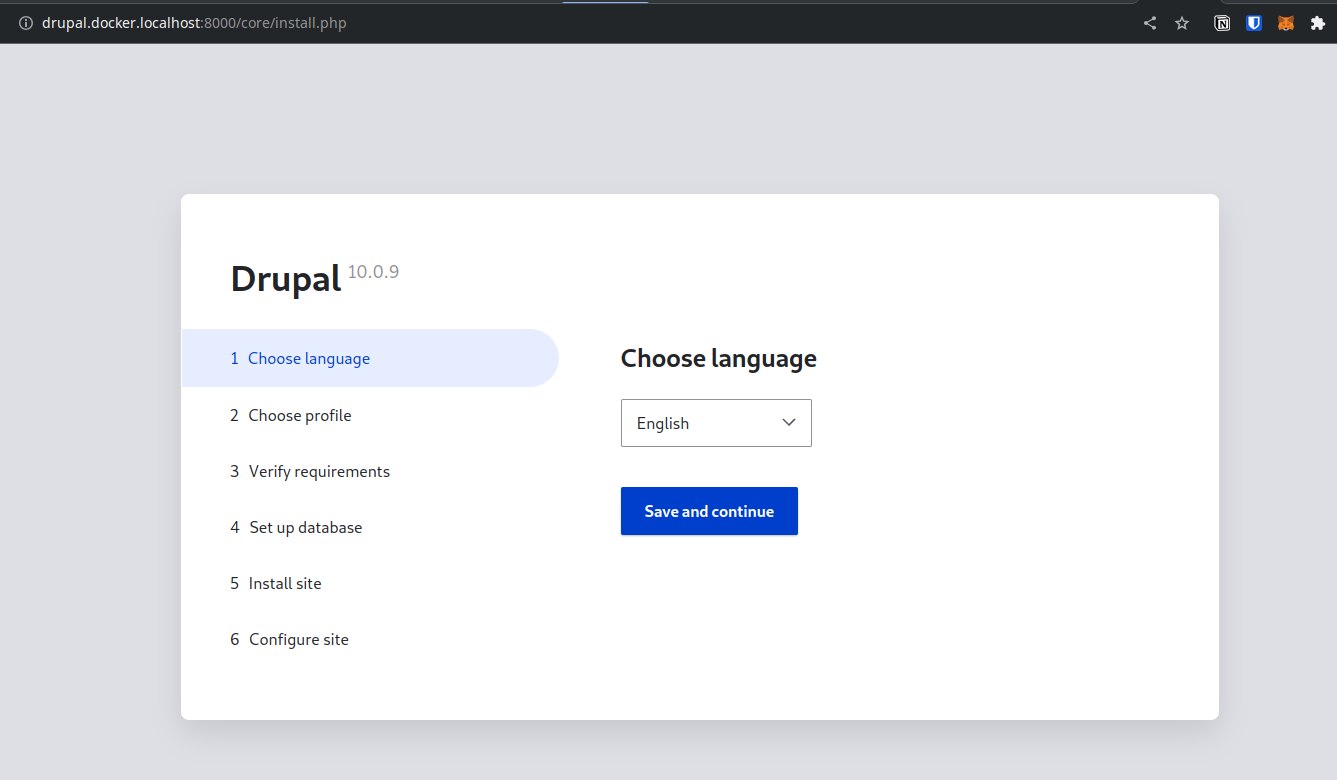 drupal.docker.localhost:8000/core/install.php
Drupal 10.0.9
1 Choose language
2 Choose profile
3 Verify requirements
4 Set up database
5 Install site
6 Configure site
Choose language
English
Save and continue